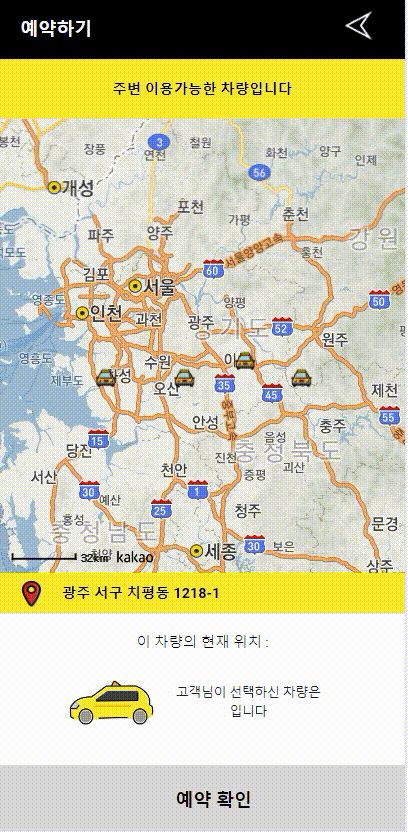 예약하기
주변 이용가능한 차량입니다
장풍
3
연천
철원
화천
양구
인제
56
개성
포천
가평
춘천
파주
양주
서울양양고속
홍천
강원
김포
60
서울
50
영종도
인천
과천
광주
양평
경기도
52
원주
영흥도
수원
제부도
화성
오산
35
45
제천
안성
중부고속
충주
55
당진
15
진천
음성
충청북도
서산
천안
증평
괴산
30
예산
1
25
청주
홍성
충청남도
문경
세종
30
보은
상주
32km
kakao
광주 서구 치평동 1218-1
이 차량의 현재 위치 :
고객님이 선택하신 차량은
입니다
예약 확인